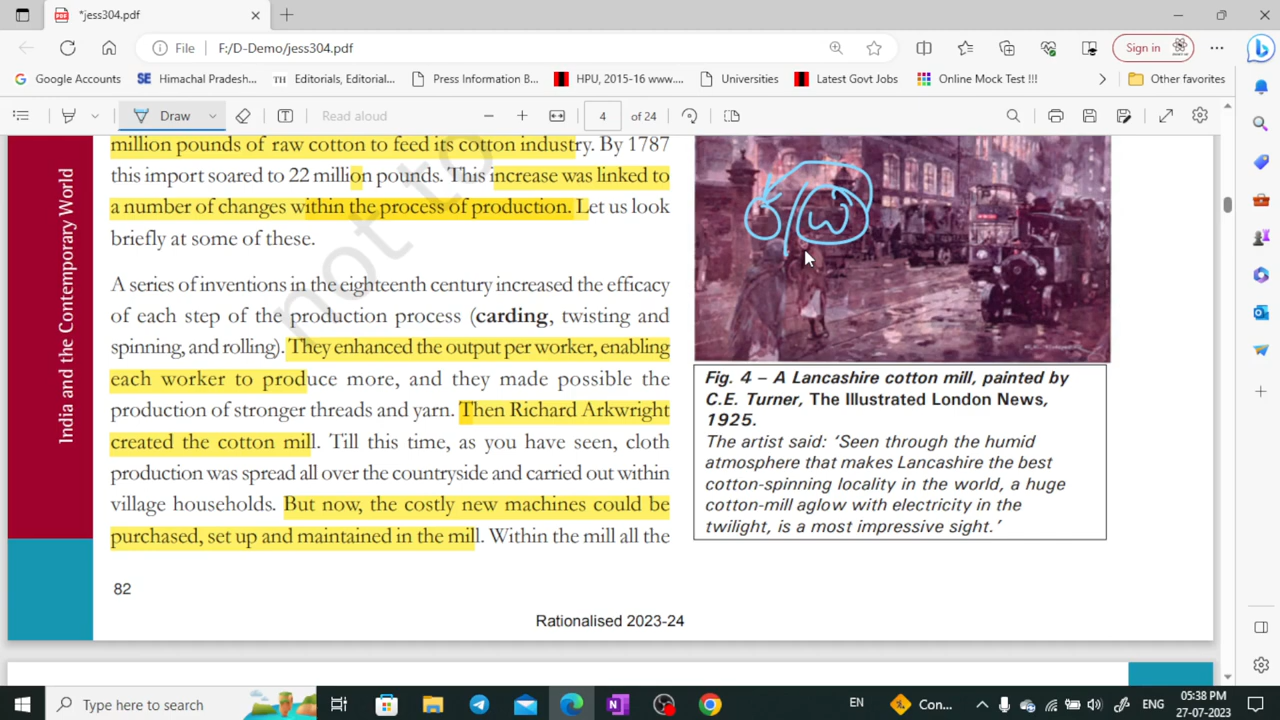 *jess304.pdf
File
F:/D-Demo/jess304.pdf
Sign in
Google Accounts
SE Himachal Pradesh...
TH Editorials, Editorial...
Press Information B...
HPU, 2015-16 www....
Universities
Latest Govt Jobs
Online Mock Test !!!
Other favorites
Draw
Read aloud
4 of 24
India and the Contemporary World
not to
million pounds of raw cotton to feed its cotton industry. By 1787
this import soared to 22 million pounds. This increase was linked to
a number of changes within the process of production. Let us look
briefly at some of these.
A series of inventions in the eighteenth century increased the efficacy
of each step of the production process (carding, twisting and
spinning, and rolling). They enhanced the output per worker, enabling
each worker to produce more, and they made possible the
production of stronger threads and yarn. Then Richard Arkwright
created the cotton mill. Till this time, as you have seen, cloth
production was spread all over the countryside and carried out within
village households. But now, the costly new machines could be
purchased, set up and maintained in the mill. Within the mill all the
82
W
Fig. 4 – A Lancashire cotton mill, painted by
C.E. Turner, The Illustrated London News,
1925.
The artist said: ‘Seen through the humid
atmosphere that makes Lancashire the best
cotton-spinning locality in the world, a huge
cotton-mill aglow with electricity in the
twilight, is a most impressive sight.’
Rationalised 2023-24
Type here to search
EN
Con...
ENG
05:38 PM
27-07-2023